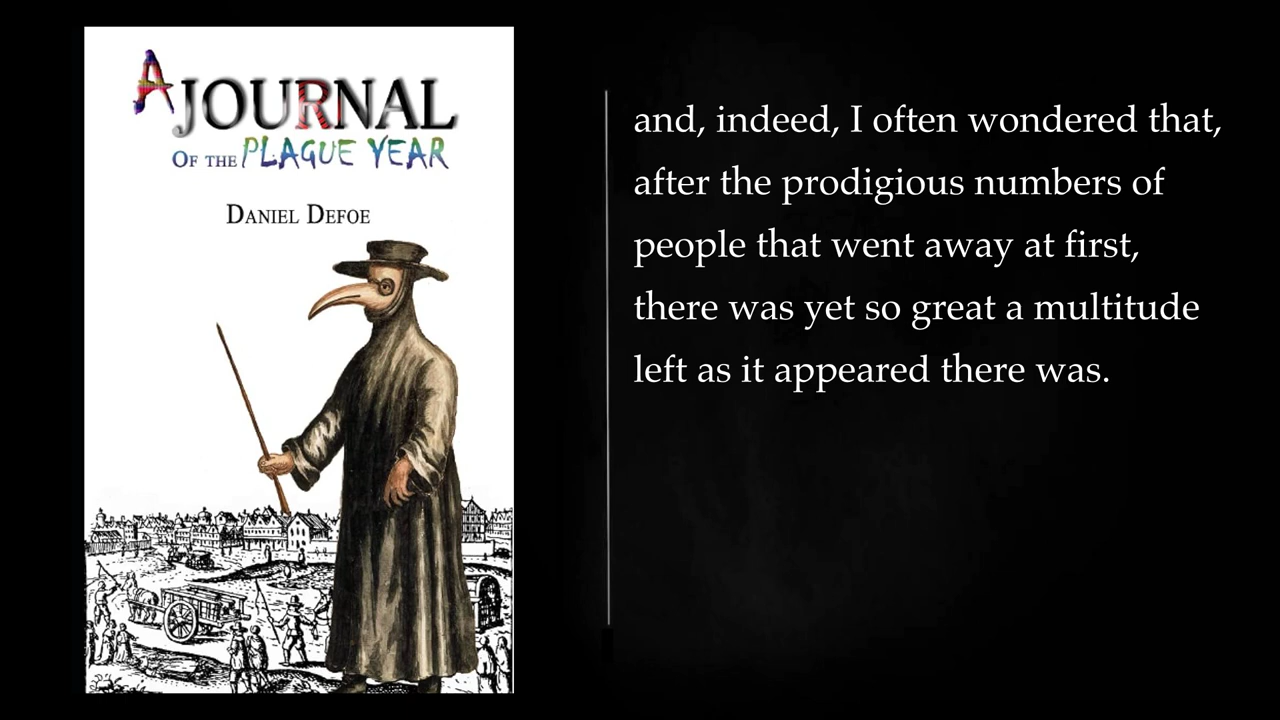 A JOURNAL
OF THE PLAGUE YEAR
DANIEL DEFOE
and, indeed, I often wondered that,
after the prodigious numbers of
people that went away at first,
there was yet so great a multitude
left as it appeared there was.